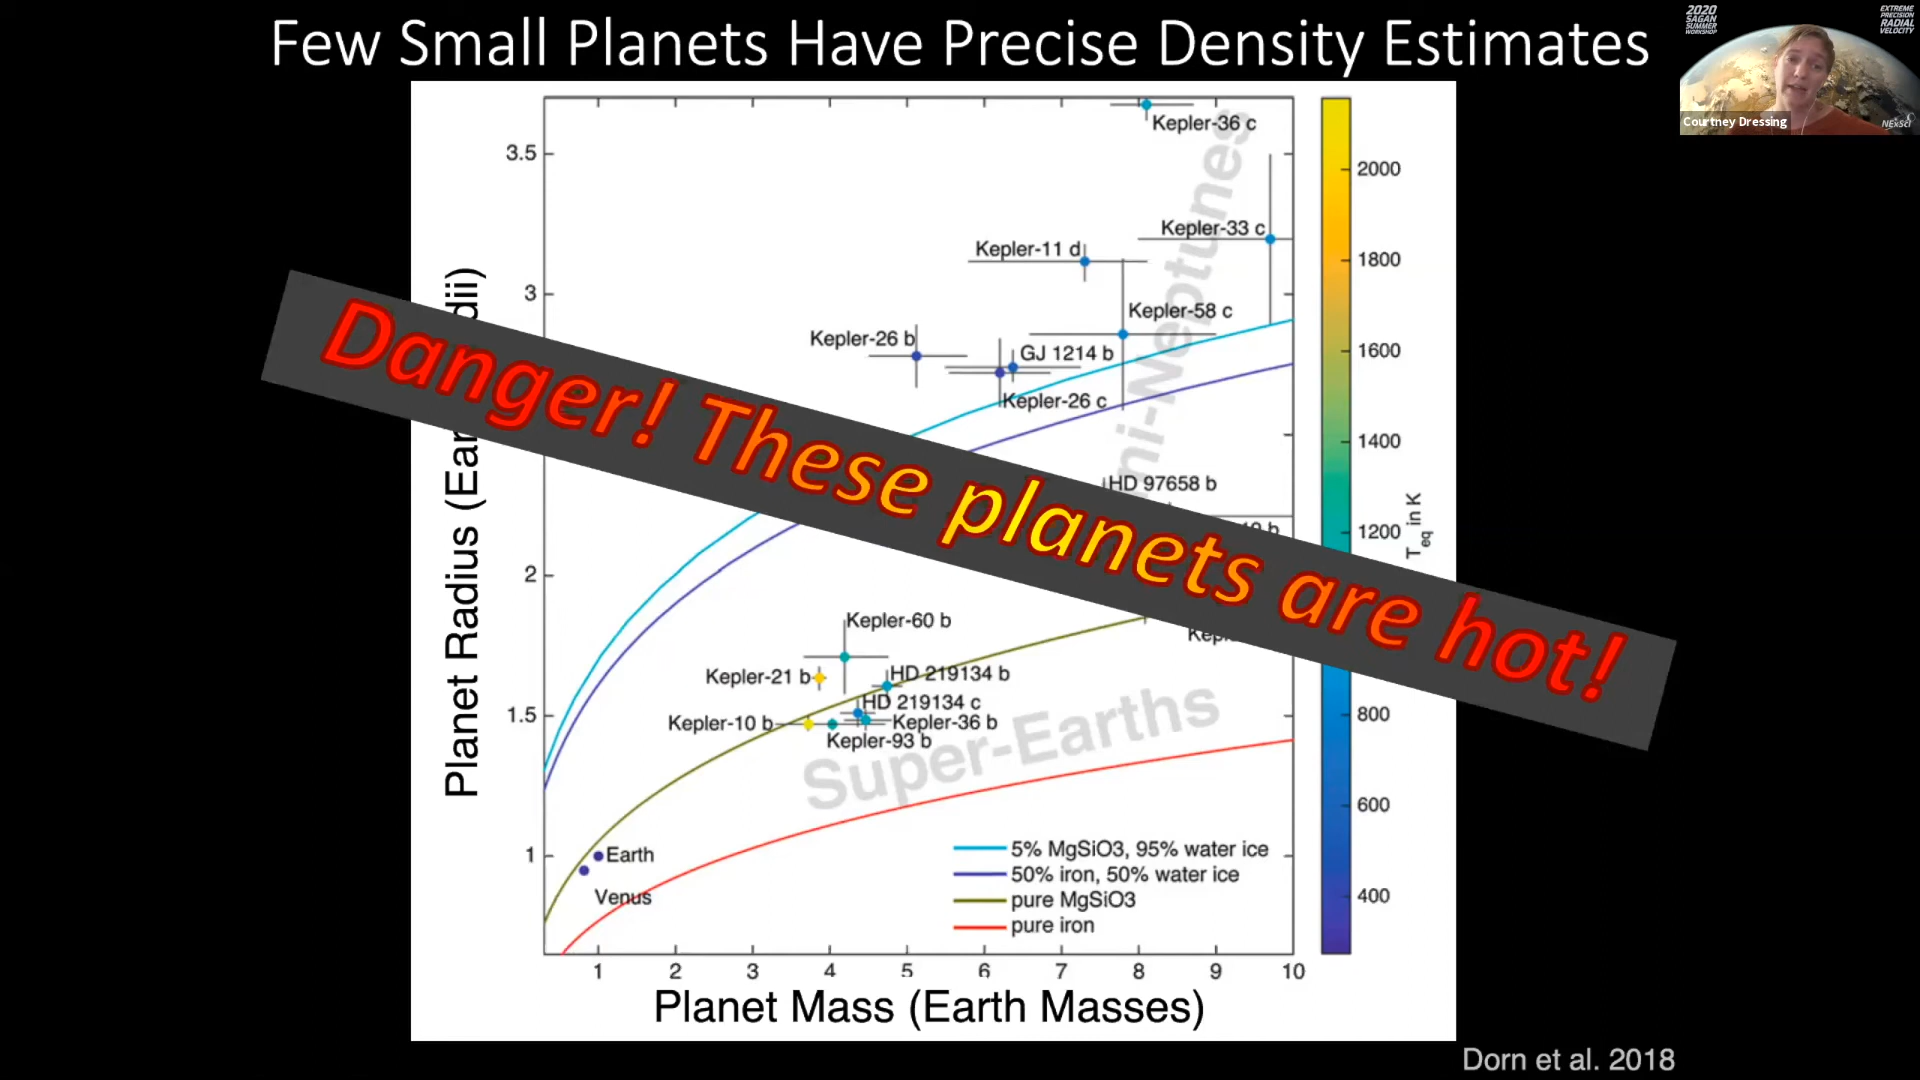 Few Small Planets Have Precise Density Estimates
2020
SAGAN
SUMMER
WORKSHOP
EXTREME
PRECISION
RADIAL
VELOCITY
Courtney Dressing
NExScI
Kepler-36 c
3.5
2000
Kepler-33 c
Kepler-11 d
1800
3
Kepler-58 c
Kepler-26 b
GJ 1214 b
1600
Kepler-26 c
Danger! These planets are hot!
1400
HD 97658 b
1200
Teq in K
2
Kepler-60 b
Kepler-21 b
HD 219134 b
HD 219134 c
1.5
Kepler-10 b
Kepler-36 b
800
Kepler-93 b
Super-Earths
600
5% MgSiO3, 95% water ice
1
Earth
50% iron, 50% water ice
Venus
pure MgSiO3
400
pure iron
1 2 3 4 5 6 7 8 9 10
Planet Mass (Earth Masses)
Planet Radius
Dorn et al. 2018